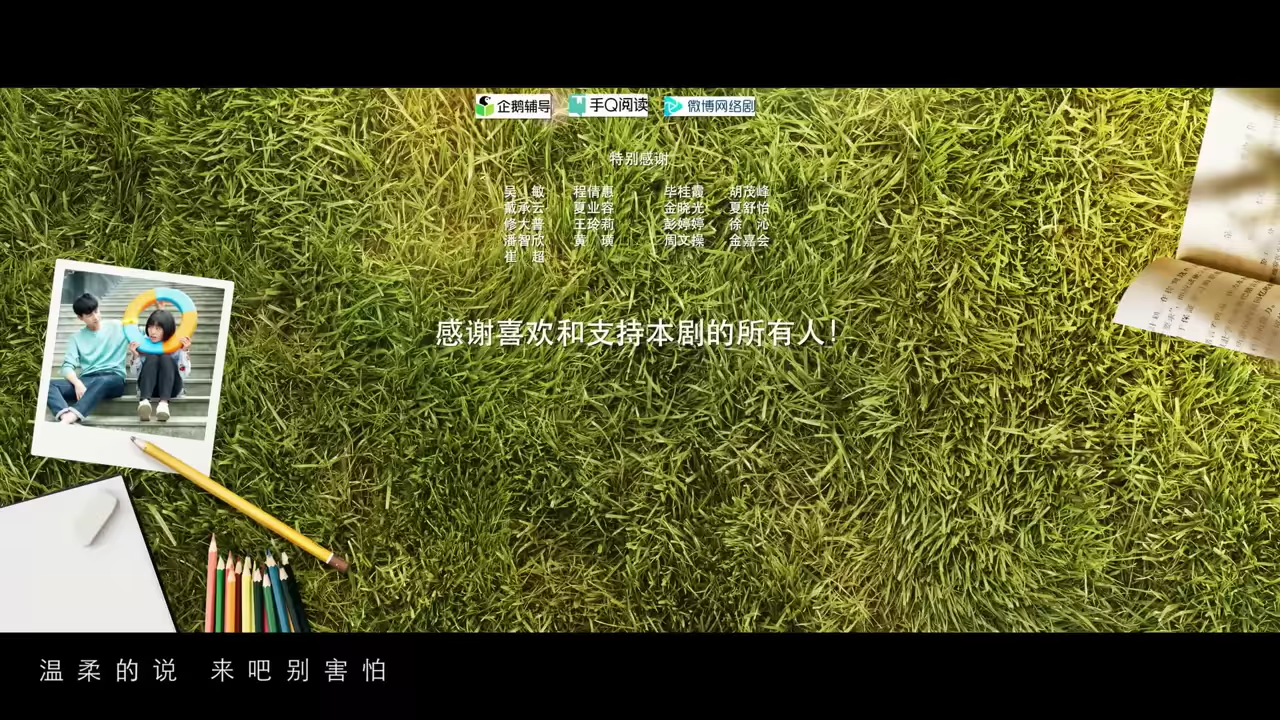 企鹅辅导 手Q阅读 微博网络剧
特别感谢
吴 敏 程倩惠 毕桂霞 胡茂峰
戴承云 夏业容 金晓光 夏舒怡
修大普 王玲莉 彭婷婷 徐 沁
潘智欣 黄 璜 周文操 金嘉会
崔 超
感谢喜欢和支持本剧的所有人！
温柔的说 来吧别害怕